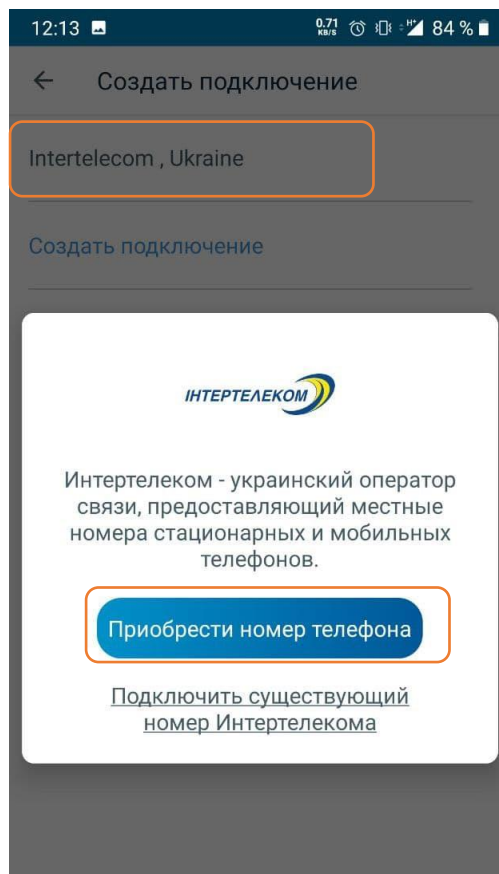 12:13 0.71 KB/S H+ 84 %
Создать подключение
Intertelecom , Ukraine
Создать подключение
ІНТЕРТЕЛЕКОМ
Интертелеком - украинский оператор
связи, предоставляющий местные
номера стационарных и мобильных
телефонов.
Приобрести номер телефона
Подключить существующий
номер Интертелекома